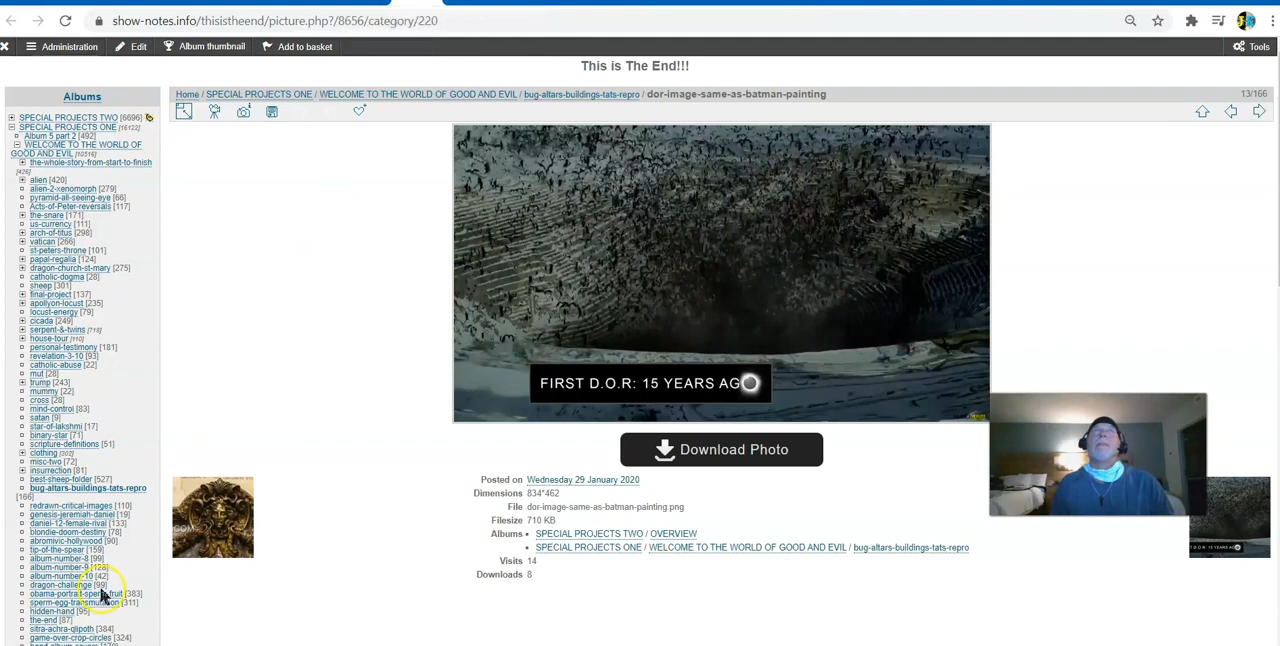 show-notes.info/thisistheend/picture.php?/8656/category/220
Administration Edit Album thumbnail Add to basket Tools
This is The End!!!
Albums
Home / SPECIAL PROJECTS ONE / WELCOME TO THE WORLD OF GOOD AND EVIL / bug-altars-buildings-tats-repro / dor-image-same-as-batman-painting 13/166
SPECIAL PROJECTS TWO [6696]
SPECIAL PROJECTS ONE [16122]
Album 5 part 2 [492]
WELCOME TO THE WORLD OF
GOOD AND EVIL [10516]
the-whole-story-from-start-to-finish
[426]
alien [420]
alien-2-xenomorph [279]
pyramid-all-seeing-eye [66]
Acts-of-Peter-reversals [117]
the-snare [171]
us-currency [111]
arch-of-titus [298]
vatican [266]
st-peters-throne [101]
papal-regalia [124]
dragon-church-st-mary [275]
catholic-dogma [28]
sheep [301]
final-project [137]
apollyon-locust [235]
locust-energy [79]
cicada [249]
serpent-&-twins [718]
house-tour [110]
personal-testimony [181]
revelation-3-10 [93]
catholic-abuse [22]
mut [28]
trump [243]
mummy [22]
cross [28]
mind-control [83]
satan [9]
star-of-lakshmi [17]
binary-star [71]
scripture-definitions [51]
clothing [302]
misc-two [72]
insurrection [81]
best-sheep-folder [527]
bug-altars-buildings-tats-repro
[166]
redrawn-critical-images [110]
genesis-jeremiah-daniel [19]
daniel-12-female-rival [133]
blondie-doom-destiny [78]
abromivic-hollywood [90]
tip-of-the-spear [159]
album-number-8 [99]
album-number-9 [128]
album-number-10 [42]
dragon-challenge [99]
obama-portrait-sperm-fruit [383]
sperm-egg-transmutation [311]
hidden-hand [95]
the-end [87]
sitra-achra-qlipoth [384]
game-over-crop-circles [324]
FIRST D.O.R: 15 YEARS AG
Download Photo
Posted on Wednesday 29 January 2020
Dimensions 834*462
File dor-image-same-as-batman-painting.png
Filesize 710 KB
Albums SPECIAL PROJECTS TWO / OVERVIEW
SPECIAL PROJECTS ONE / WELCOME TO THE WORLD OF GOOD AND EVIL / bug-altars-buildings-tats-repro
Visits 14
Downloads 8